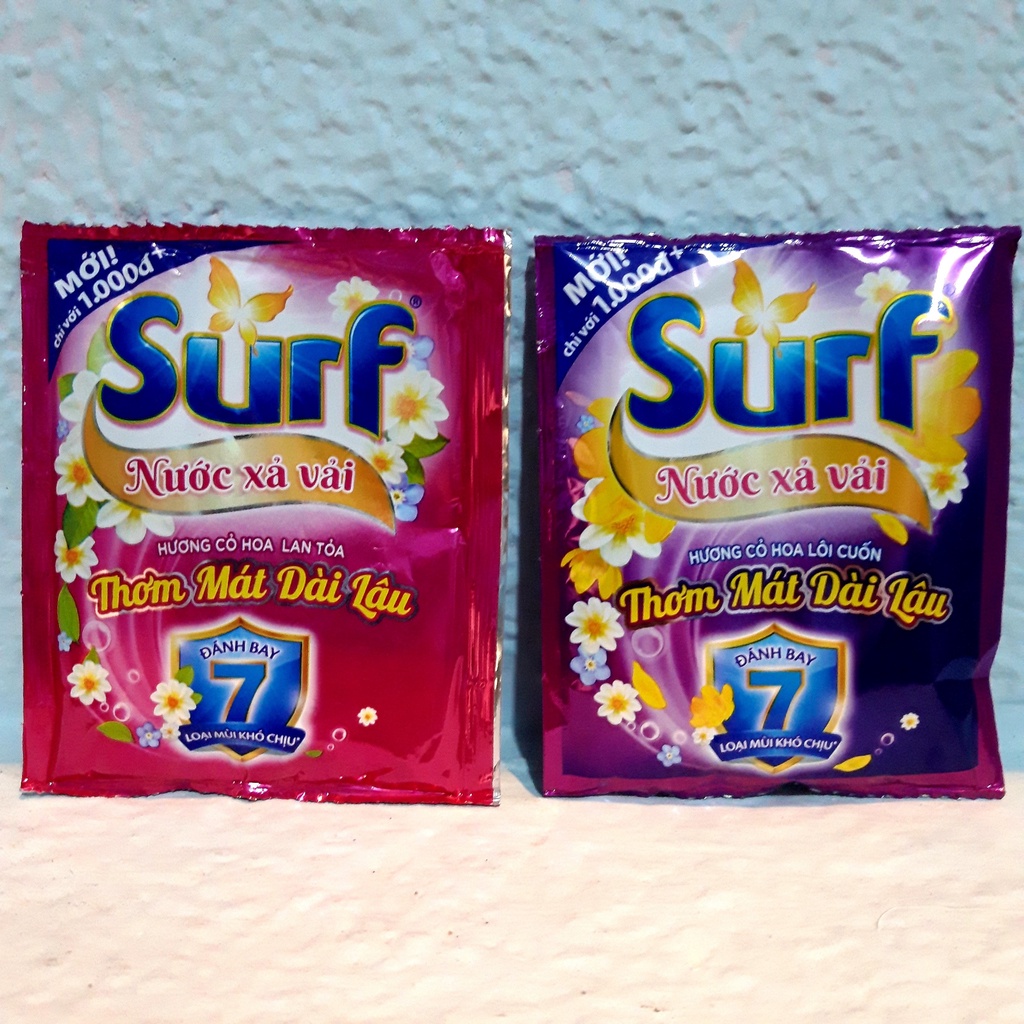 MỚI!
chỉ với 1.000đ+
Surf®
Nước xả vải
HƯƠNG CỎ HOA LAN TỎA
Thơm Mát Dài Lâu
ĐÁNH BAY
7
LOẠI MÙI KHÓ CHỊU*
MỚI!
chỉ với 1.000đ+
Surf
Nước xả vải
HƯƠNG CỎ HOA LÔI CUỐN
Thơm Mát Dài Lâu
ĐÁNH BAY
7
LOẠI MÙI KHÓ CHỊU*